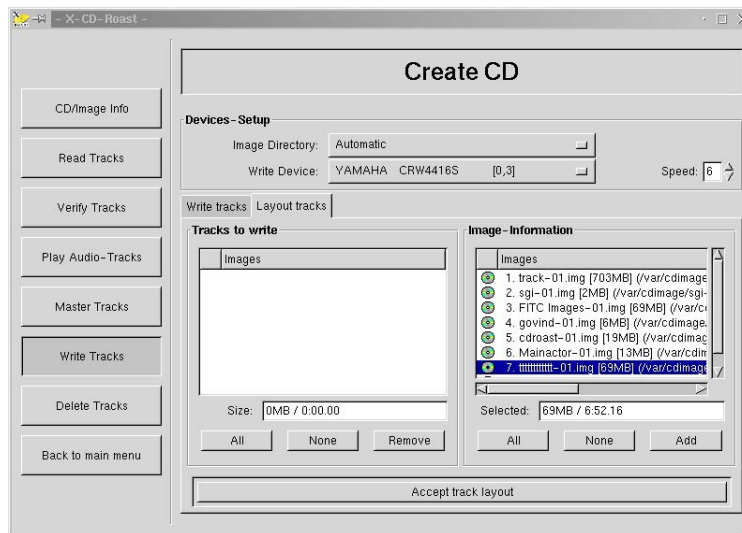 – X–CD–Roast –
Create CD
CD/Image Info
Read Tracks
Verify Tracks
Play Audio–Tracks
Master Tracks
Write Tracks
Delete Tracks
Back to main menu
Devices–Setup
Image Directory: Automatic
Write Device: YAMAHA CRW4416S [0,3] Speed: 6
Write tracks Layout tracks
Tracks to write
Images
Size: 0MB / 0:00.00
All None Remove
Image–Information
Images
1. track–01.img [703MB] (/var/cdimage
2. sgi–01.img [2MB] (/var/cdimage/sgi–
3. FITC Images–01.img [69MB] (/var/c
4. govind–01.img [6MB] (/var/cdimage
5. cdroast–01.img [19MB] (/var/cdimag
6. Mainactor–01.img [13MB] (/var/cdim
[69MB] (/var/cdimage
Selected: 69MB / 6:52.16
All None Add
Accept track layout